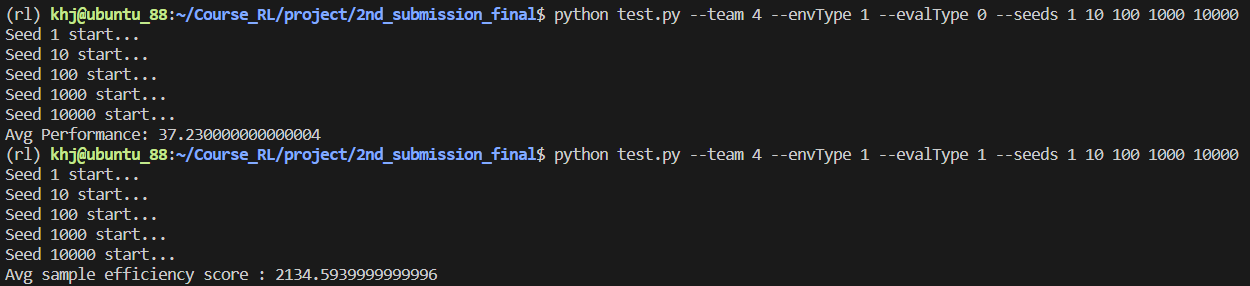 (rl) khj@ubuntu_88:~/Course_RL/project/2nd_submission_final$ python test.py --team 4 --envType 1 --evalType 0 --seeds 1 10 100 1000 10000
Seed 1 start...
Seed 10 start...
Seed 100 start...
Seed 1000 start...
Seed 10000 start...
Avg Performance: 37.230000000000004
(rl) khj@ubuntu_88:~/Course_RL/project/2nd_submission_final$ python test.py --team 4 --envType 1 --evalType 1 --seeds 1 10 100 1000 10000
Seed 1 start...
Seed 10 start...
Seed 100 start...
Seed 1000 start...
Seed 10000 start...
Avg sample efficiency score : 2134.5939999999996